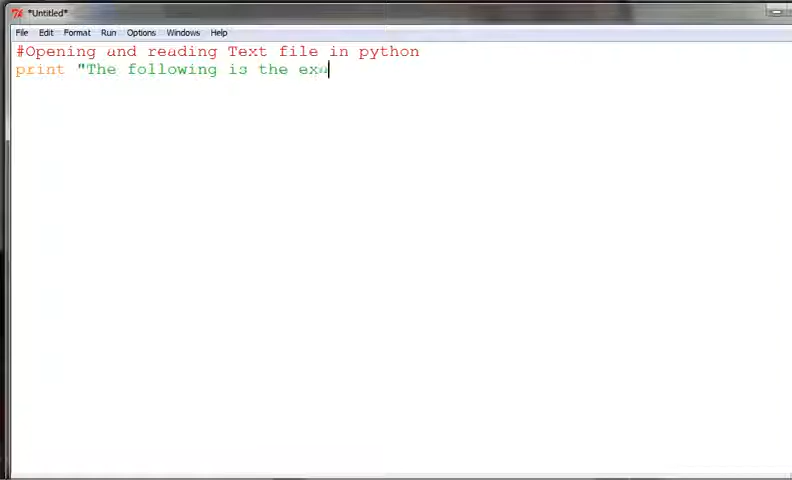 *Untitled*
File Edit Format Run Options Windows Help
#Opening and reading Text file in python
print "The following is the exa